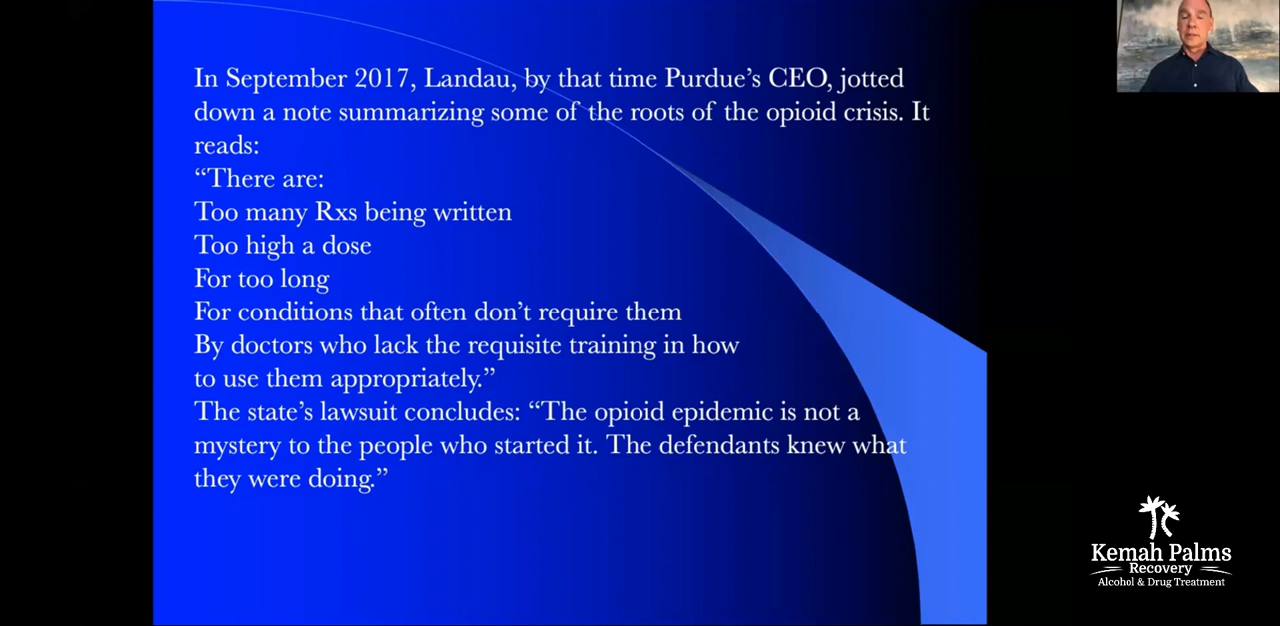 In September 2017, Landau, by that time Purdue’s CEO, jotted
down a note summarizing some of the roots of the opioid crisis. It
reads:
“There are:
Too many Rxs being written
Too high a dose
For too long
For conditions that often don’t require them
By doctors who lack the requisite training in how
to use them appropriately.”
The state’s lawsuit concludes: “The opioid epidemic is not a
mystery to the people who started it. The defendants knew what
they were doing.”
Kemah Palms
Recovery
Alcohol & Drug Treatment